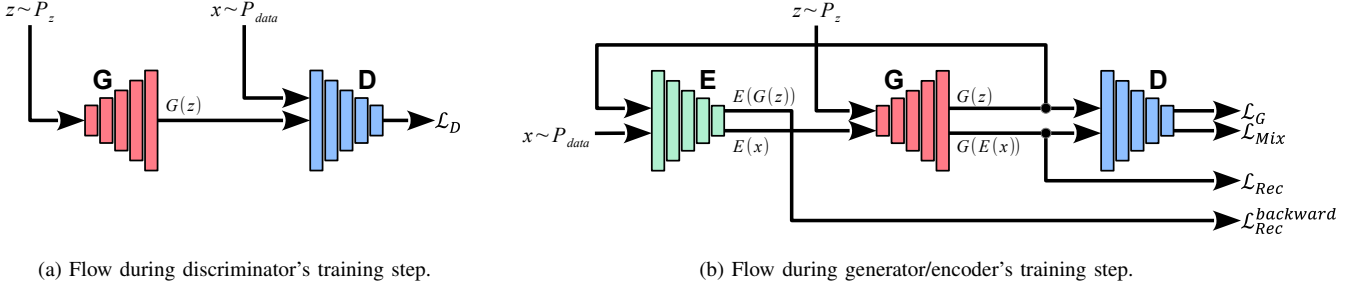 z~P_z
x~P_data
G
G(z)
D
ℒ_D
(a) Flow during discriminator's training step.
z~P_z
E
G
D
E(G(z))
G(z)
ℒ_G
x~P_data
E(x)
G(E(x))
ℒ_Mix
ℒ_Rec
ℒ_Rec^backward
(b) Flow during generator/encoder's training step.